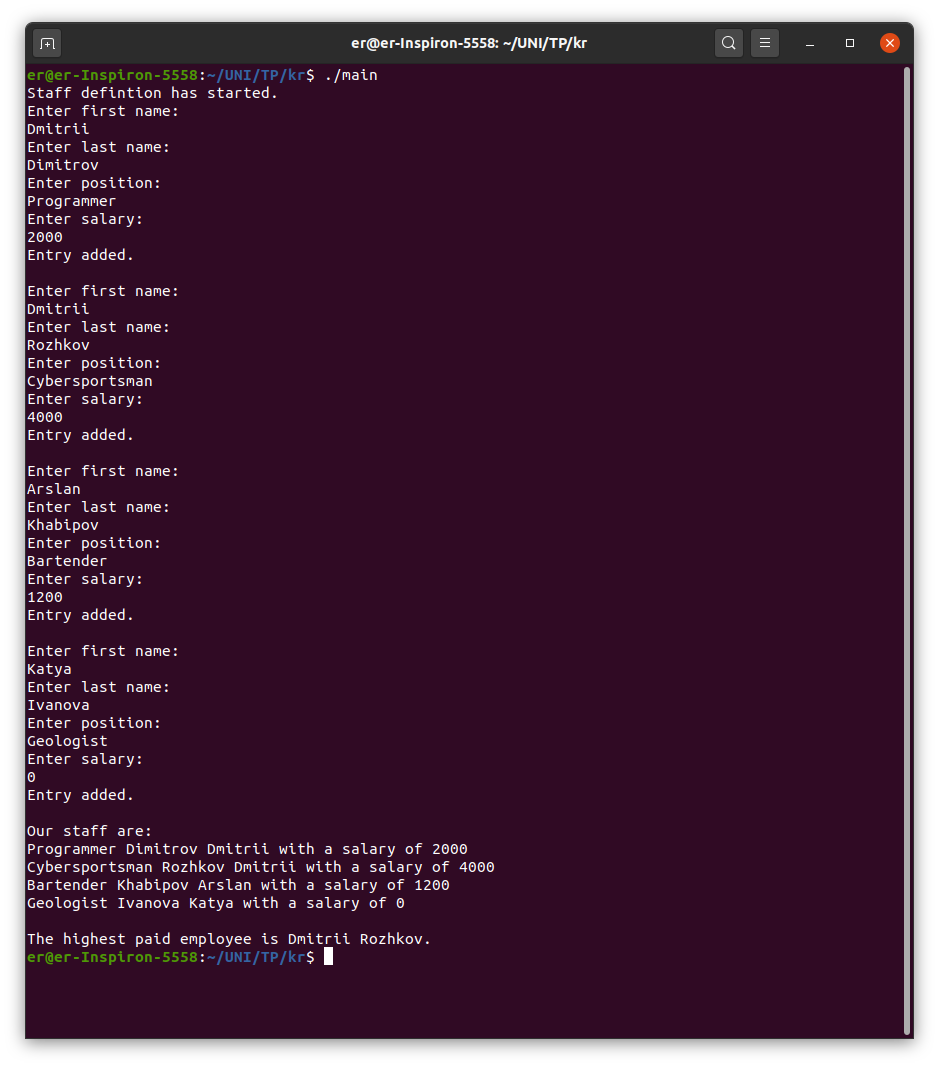 er@er-Inspiron-5558: ~/UNI/TP/kr
er@er-Inspiron-5558:~/UNI/TP/kr$ ./main
Staff defintion has started.
Enter first name:
Dmitrii
Enter last name:
Dimitrov
Enter position:
Programmer
Enter salary:
2000
Entry added.

Enter first name:
Dmitrii
Enter last name:
Rozhkov
Enter position:
Cybersportsman
Enter salary:
4000
Entry added.

Enter first name:
Arslan
Enter last name:
Khabipov
Enter position:
Bartender
Enter salary:
1200
Entry added.

Enter first name:
Katya
Enter last name:
Ivanova
Enter position:
Geologist
Enter salary:
0
Entry added.

Our staff are:
Programmer Dimitrov Dmitrii with a salary of 2000
Cybersportsman Rozhkov Dmitrii with a salary of 4000
Bartender Khabipov Arslan with a salary of 1200
Geologist Ivanova Katya with a salary of 0

The highest paid employee is Dmitrii Rozhkov.
er@er-Inspiron-5558:~/UNI/TP/kr$